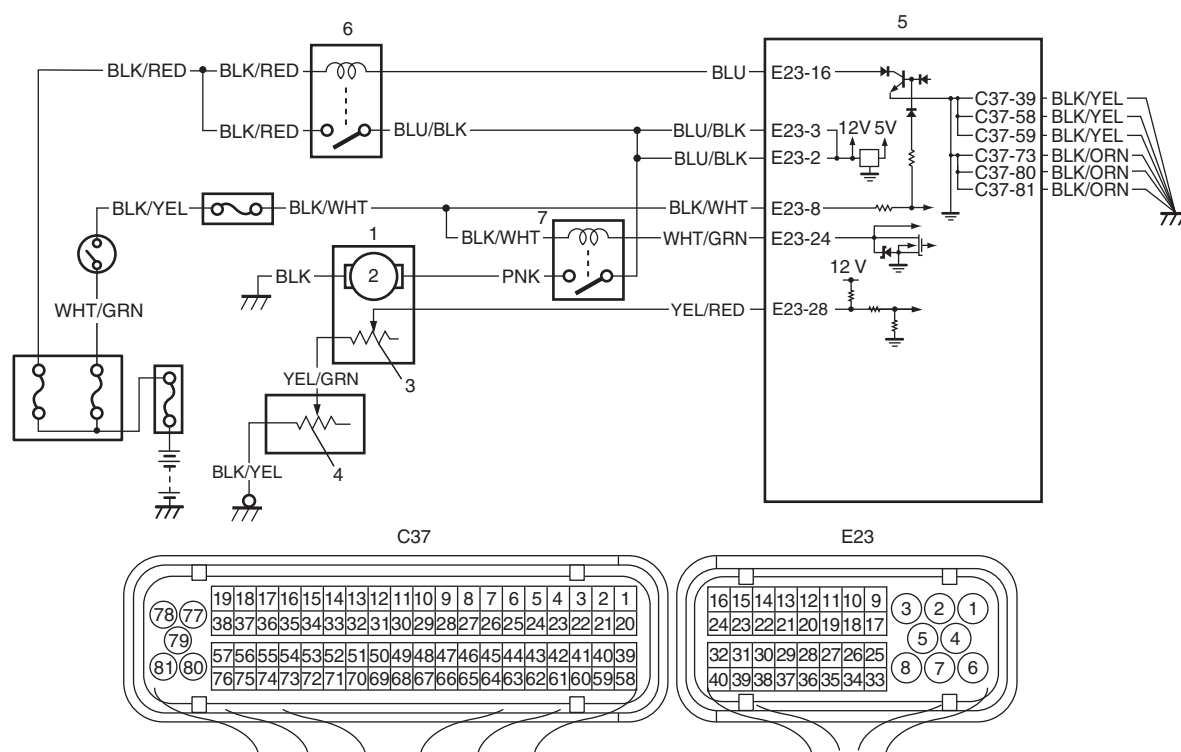 5
6
BLK/RED BLK/RED BLU E23-16
C37-39 BLK/YEL
BLK/RED BLU/BLK BLU/BLK E23-3 12V 5V C37-58 BLK/YEL
C37-59 BLK/YEL
BLU/BLK E23-2 C37-73 BLK/ORN
C37-80 BLK/ORN
C37-81 BLK/ORN
BLK/YEL BLK/WHT BLK/WHT E23-8
7
1 BLK/WHT WHT/GRN E23-24
BLK 2 PNK 12 V
WHT/GRN YEL/RED E23-28
YEL/GRN 3
BLK/YEL 4
C37 E23
19 18 17 16 15 14 13 12 11 10 9 8 7 6 5 4 3 2 1
78 77
38 37 36 35 34 33 32 31 30 29 28 27 26 25 24 23 22 21 20
79
57 56 55 54 53 52 51 50 49 48 47 46 45 44 43 42 41 40 39
81 80
76 75 74 73 72 71 70 69 68 67 66 65 64 63 62 61 60 59 58
16 15 14 13 12 11 10 9
3 2 1
24 23 22 21 20 19 18 17
5 4
32 31 30 29 28 27 26 25
8 7 6
40 39 38 37 36 35 34 33